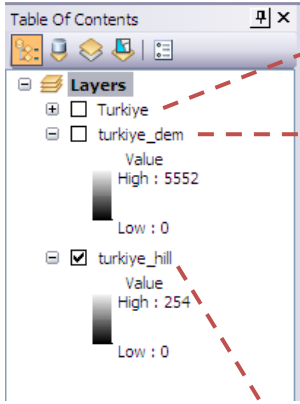 Table Of Contents
Layers
Turkiye
turkiye_dem
Value
High : 5552
Low : 0
turkiye_hill
Value
High : 254
Low : 0